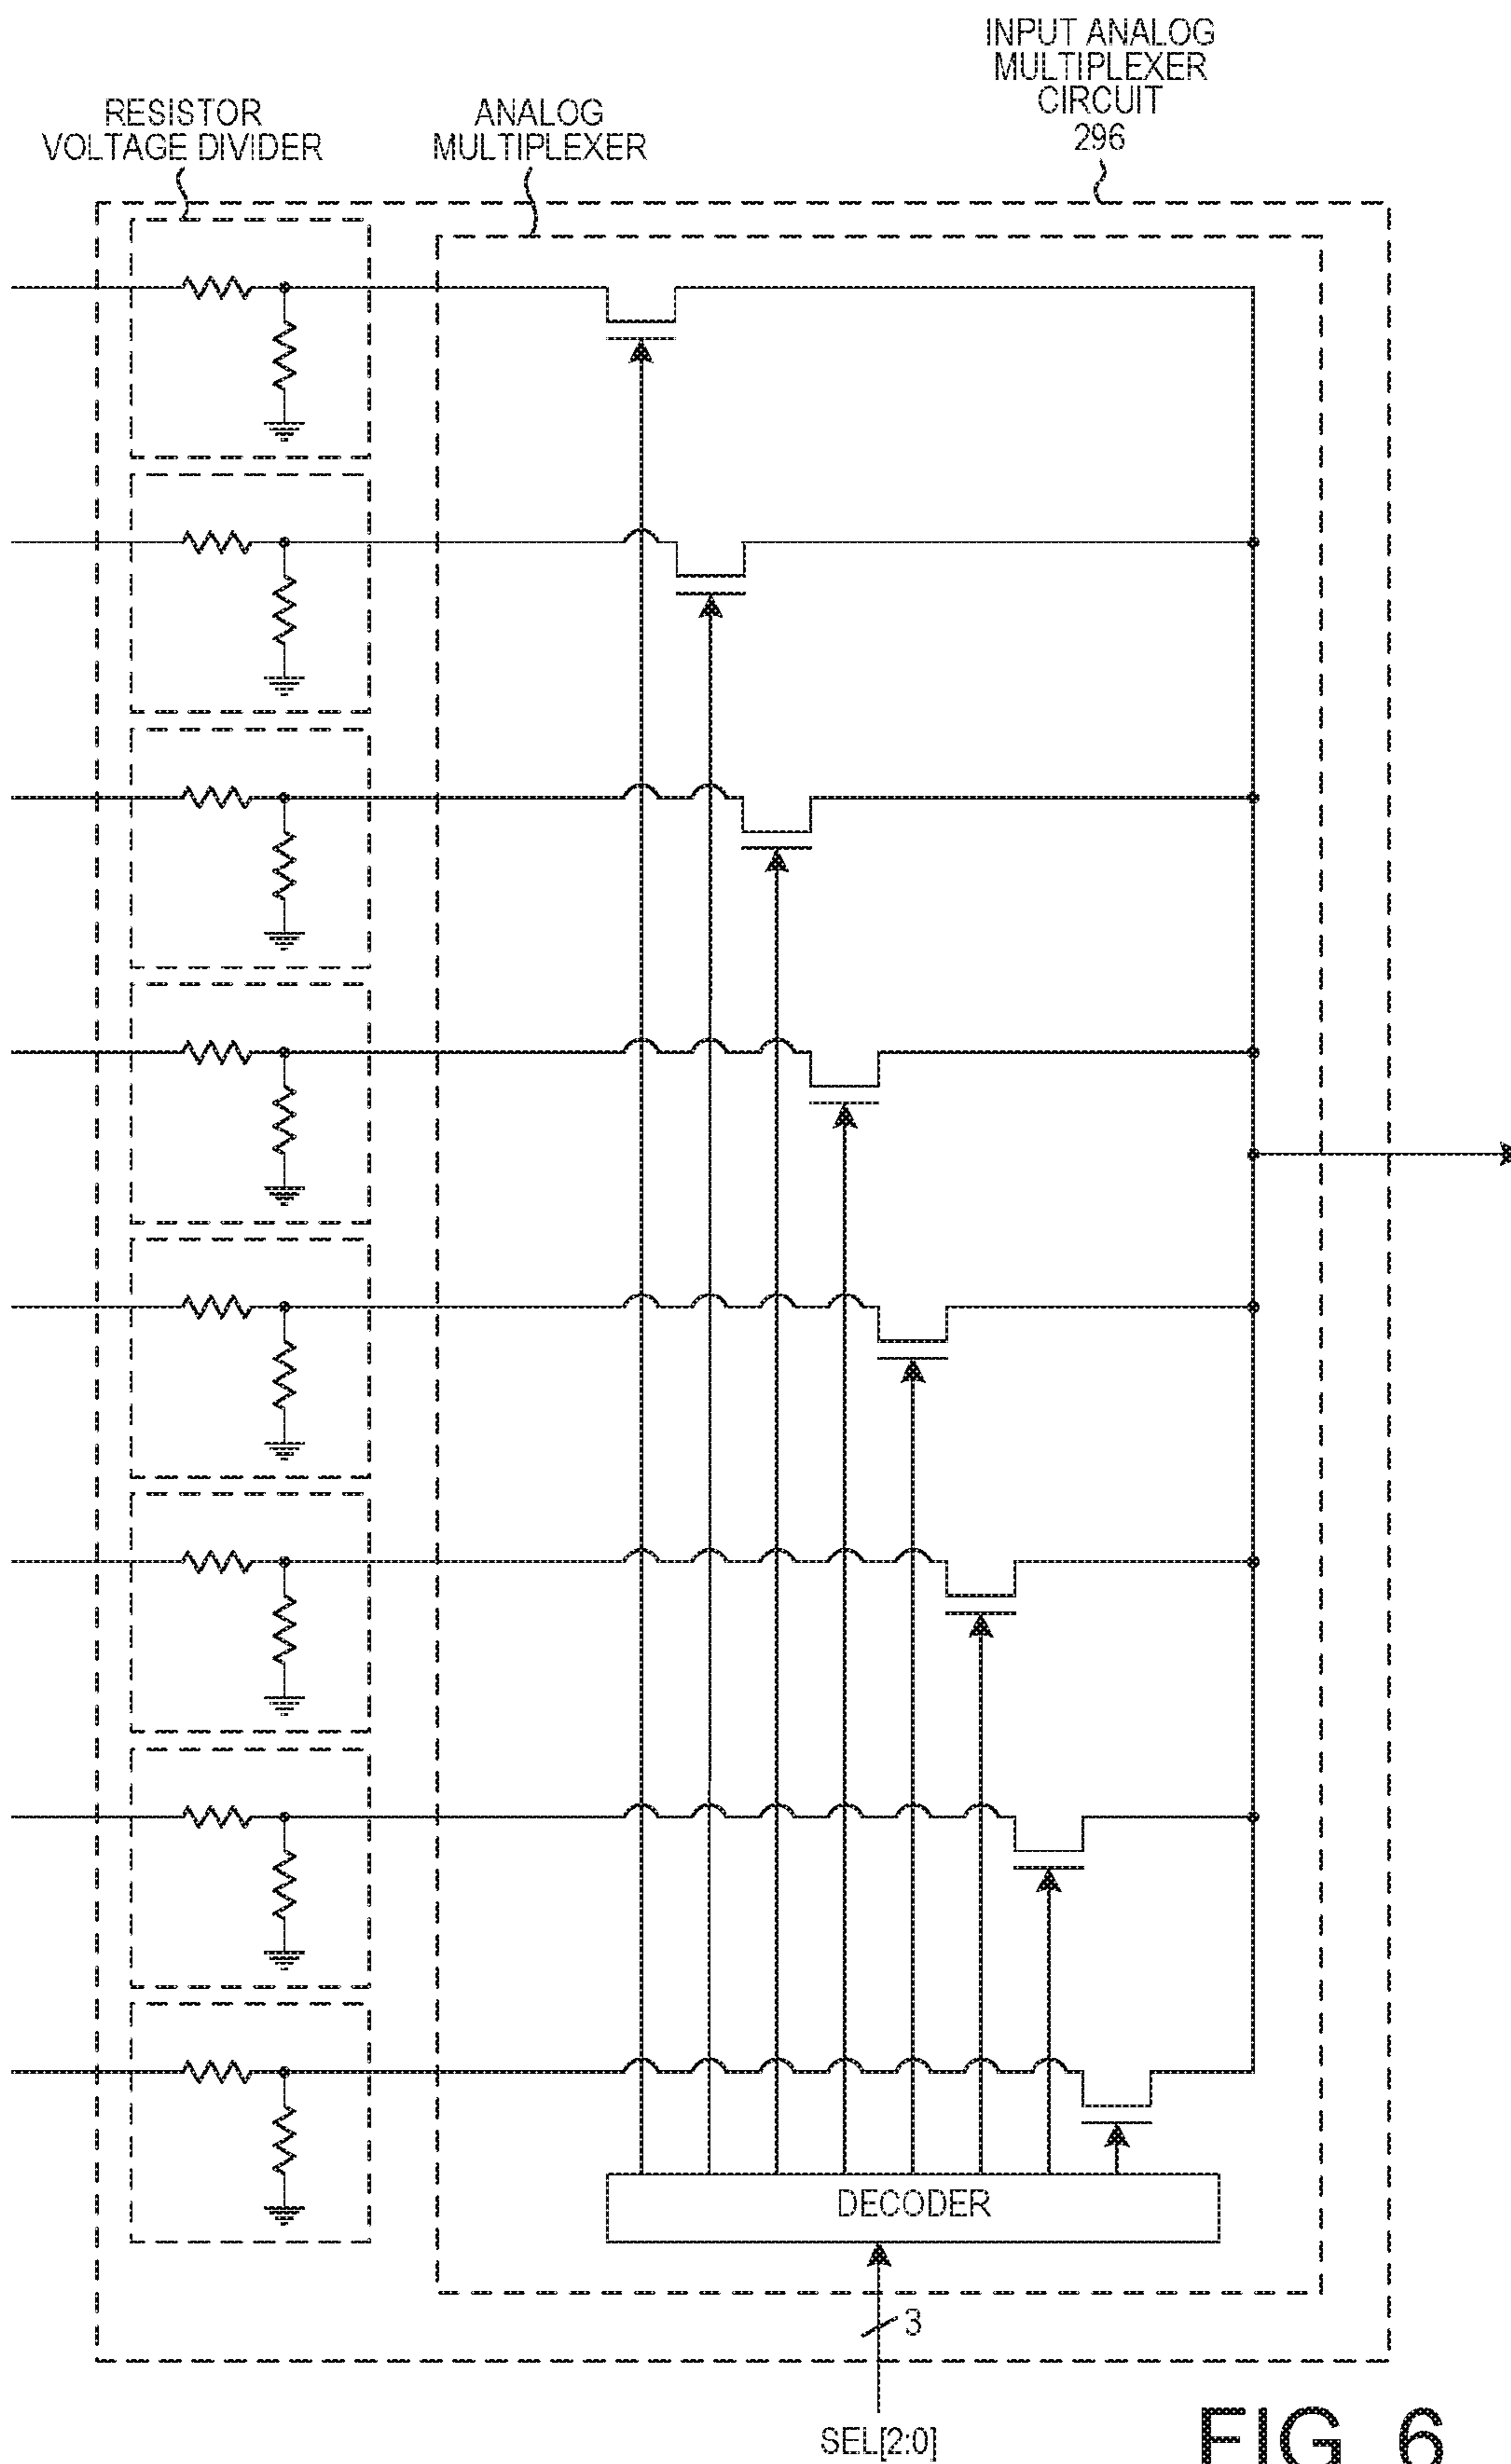 INPUT ANALOG
MULTIPLEXER
CIRCUIT
296
RESISTOR
VOLTAGE DIVIDER
ANALOG
MULTIPLEXER
DECODER
3
SEL[2:0]
FIG. 6